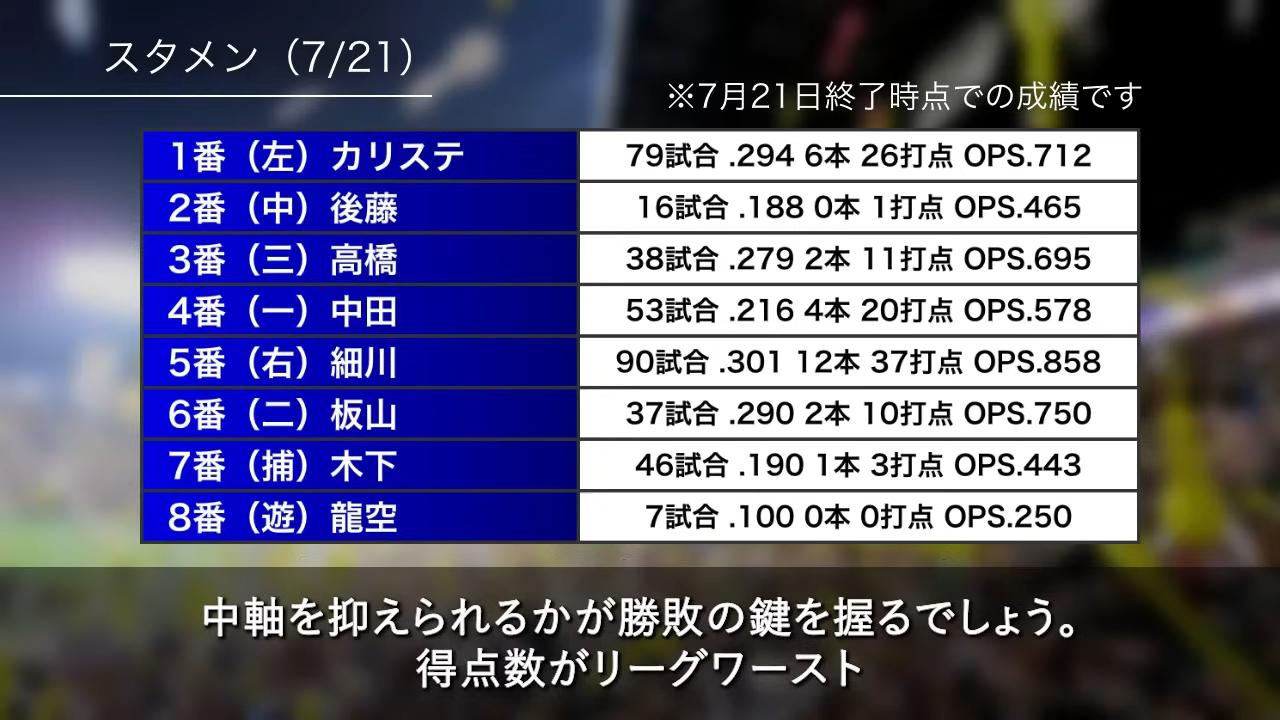 スタメン（7/21）
※7月21日終了時点での成績です
1番（左）カリステ 79試合 .294 6本 26打点 OPS.712
2番（中）後藤 16試合 .188 0本 1打点 OPS.465
3番（三）高橋 38試合 .279 2本 11打点 OPS.695
4番（一）中田 53試合 .216 4本 20打点 OPS.578
5番（右）細川 90試合 .301 12本 37打点 OPS.858
6番（二）板山 37試合 .290 2本 10打点 OPS.750
7番（捕）木下 46試合 .190 1本 3打点 OPS.443
8番（遊）龍空 7試合 .100 0本 0打点 OPS.250
中軸を抑えられるかが勝敗の鍵を握るでしょう。
得点数がリーグワースト